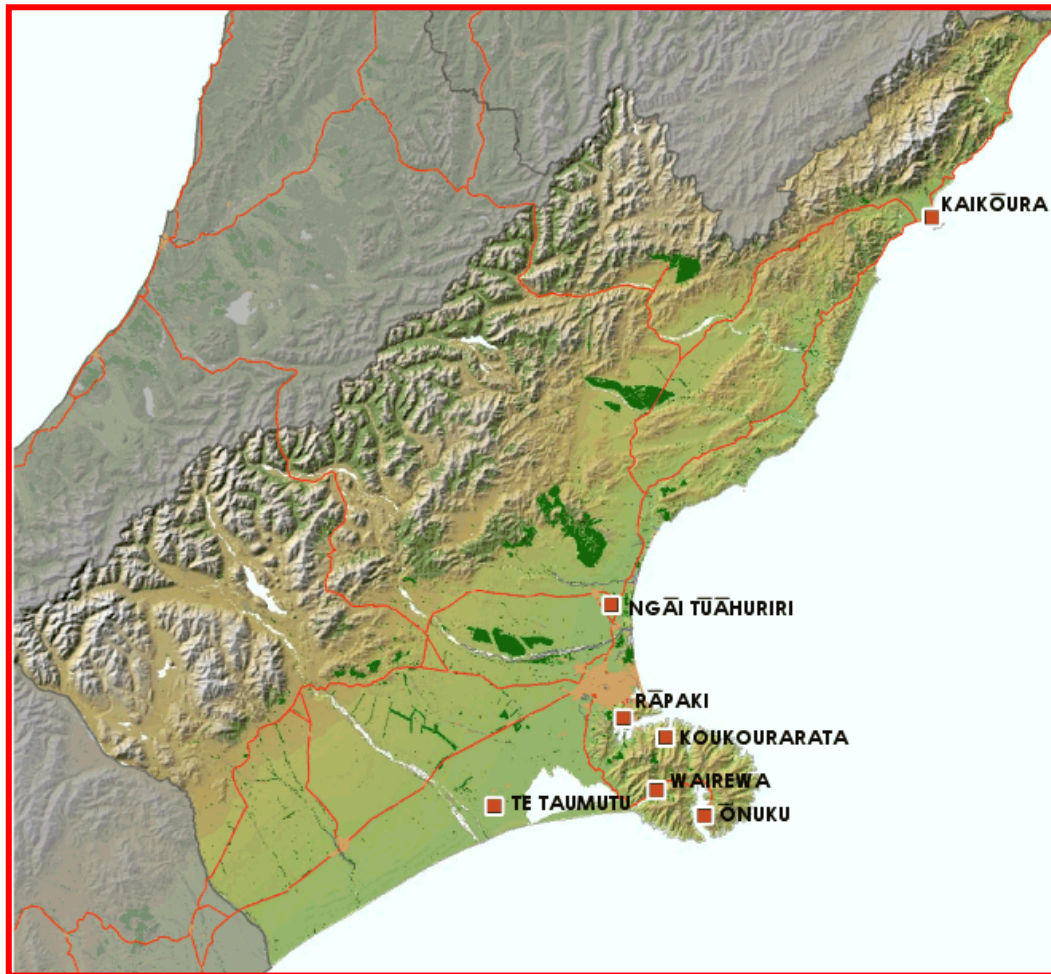 KAIKŌURA
NGĀI TŪĀHURIRI
RĀPAKI
KOUKOURARATA
WAIREWA
TE TAUMUTU
ŌNUKU